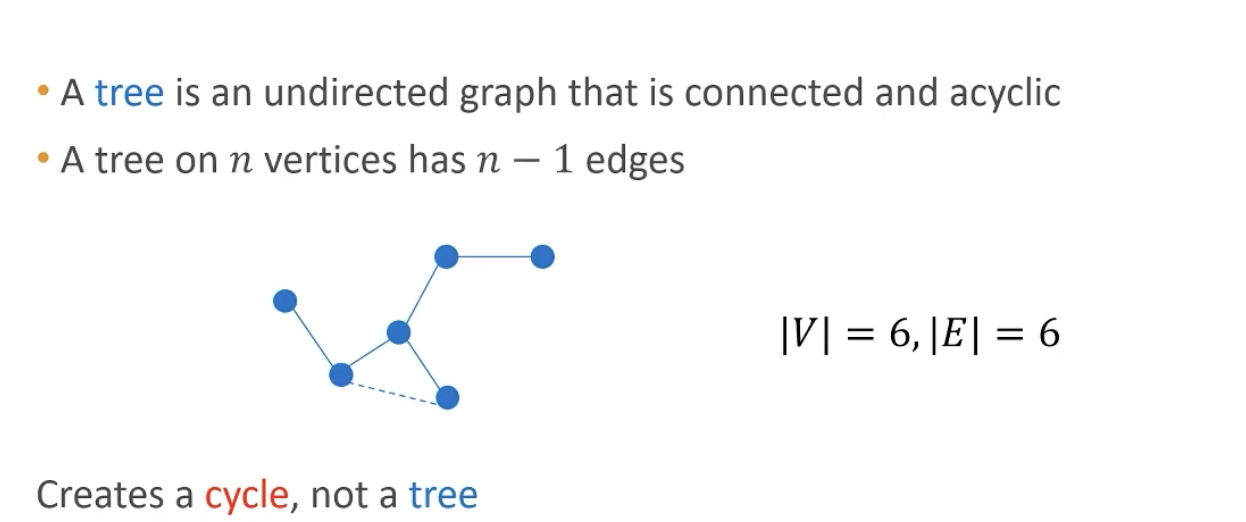 • A tree is an undirected graph that is connected and acyclic
• A tree on n vertices has n − 1 edges
|V| = 6, |E| = 6
Creates a cycle, not a tree